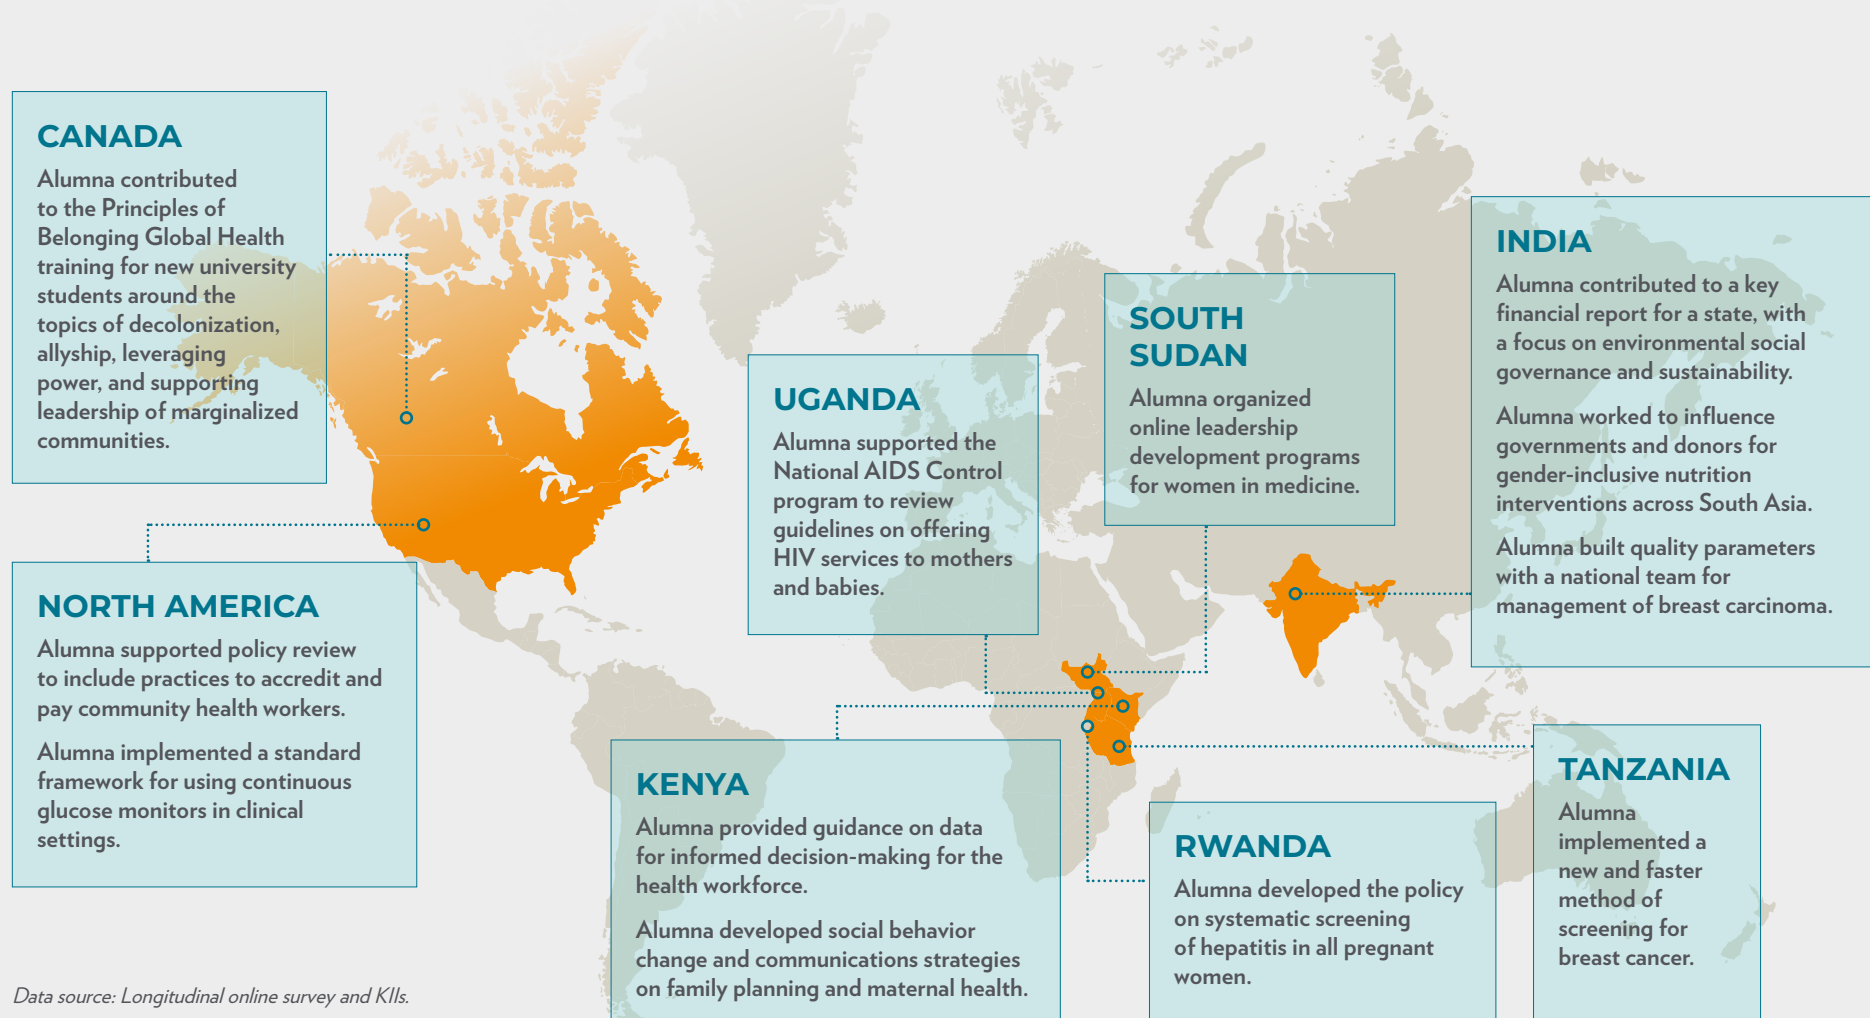 CANADA
Alumna contributed
to the Principles of
Belonging Global Health
training for new university
students around the
topics of decolonization,
allyship, leveraging
power, and supporting
leadership of marginalized
communities.
NORTH AMERICA
Alumna supported policy review
to include practices to accredit and
pay community health workers.
Alumna implemented a standard
framework for using continuous
glucose monitors in clinical
settings.
UGANDA
Alumna supported the
National AIDS Control
program to review
guidelines on offering
HIV services to mothers
and babies.
SOUTH
SUDAN
Alumna organized
online leadership
development programs
for women in medicine.
INDIA
Alumna contributed to a key
financial report for a state, with
a focus on environmental social
governance and sustainability.
Alumna worked to influence
governments and donors for
gender-inclusive nutrition
interventions across South Asia.
Alumna built quality parameters
with a national team for
management of breast carcinoma.
KENYA
Alumna provided guidance on data
for informed decision-making for the
health workforce.
Alumna developed social behavior
change and communications strategies
on family planning and maternal health.
RWANDA
Alumna developed the policy
on systematic screening
of hepatitis in all pregnant
women.
TANZANIA
Alumna
implemented a
new and faster
method of
screening for
breast cancer.
Data source: Longitudinal online survey and KIIs.